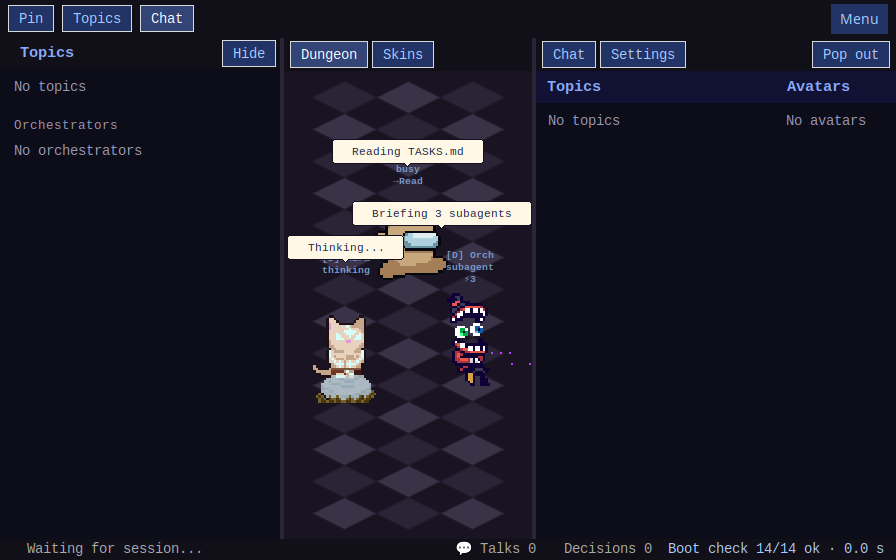 Pin Topics Chat Menu
Topics Hide Dungeon Skins Chat Settings Pop out
No topics
Orchestrators
No orchestrators
Reading TASKS.md
busy
→Read
Briefing 3 subagents
Thinking...
thinking
[D] Orch
subagent
⚡3
Topics Avatars
No topics No avatars
Waiting for session... 💬 Talks 0 Decisions 0 Boot check 14/14 ok · 0.0 s